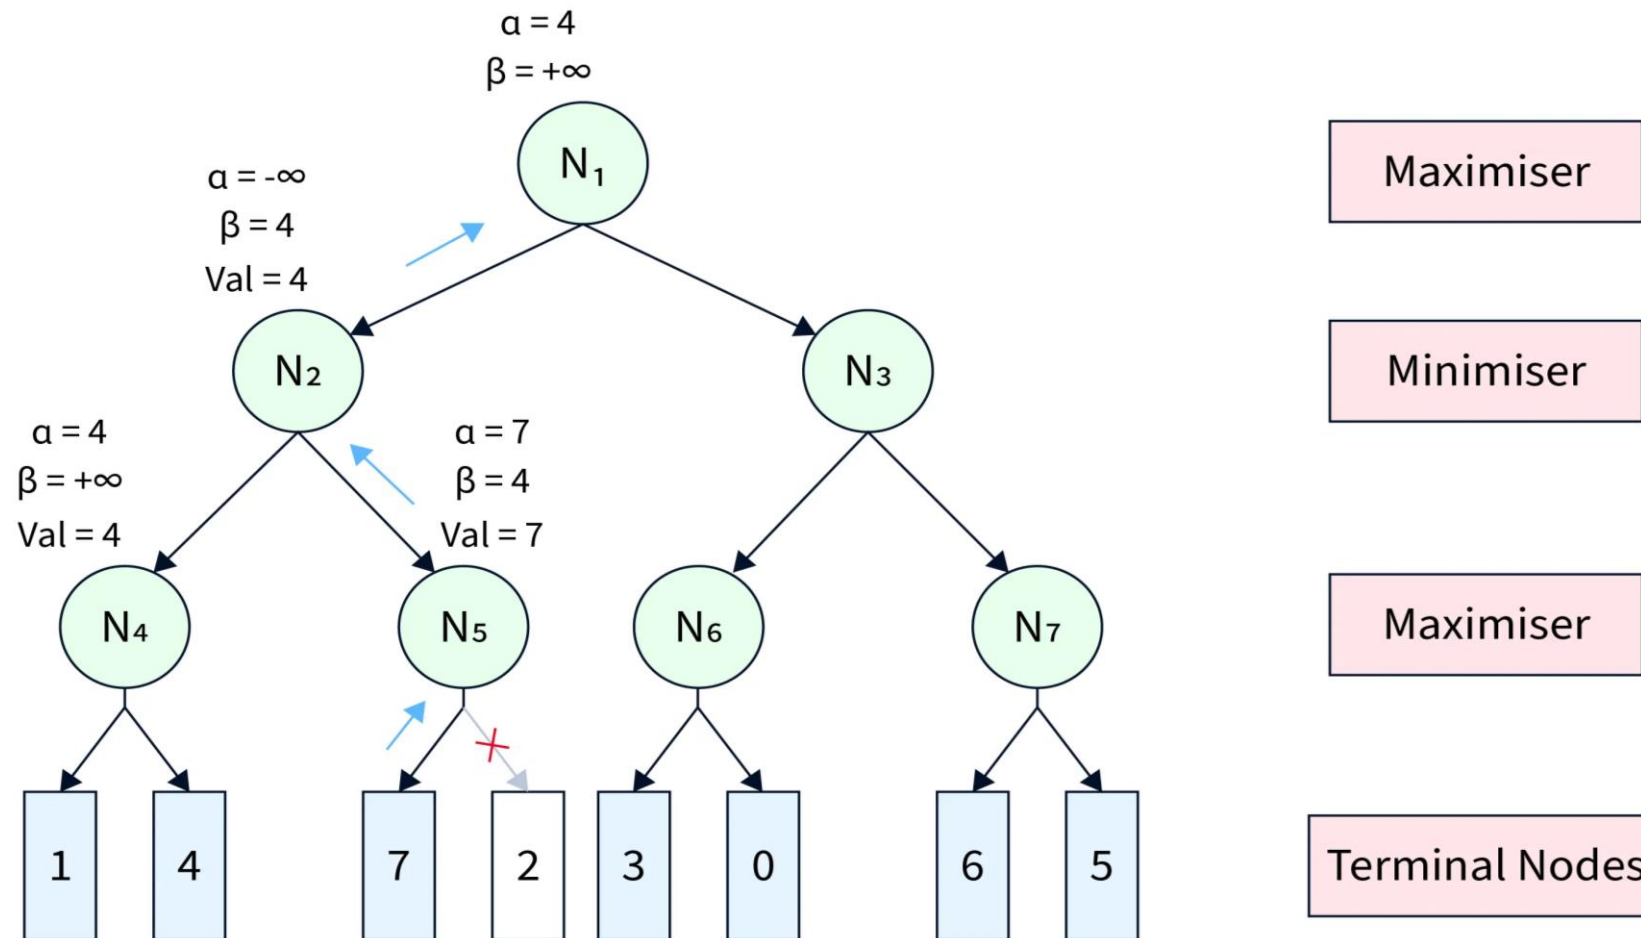 α = 4
β = +∞
N₁
Maximiser
α = -∞
β = 4
Val = 4
N₂
N₃
Minimiser
α = 4
β = +∞
Val = 4
α = 7
β = 4
Val = 7
N₄
N₅
N₆
N₇
Maximiser
1
4
7
2
3
0
6
5
Terminal Nodes